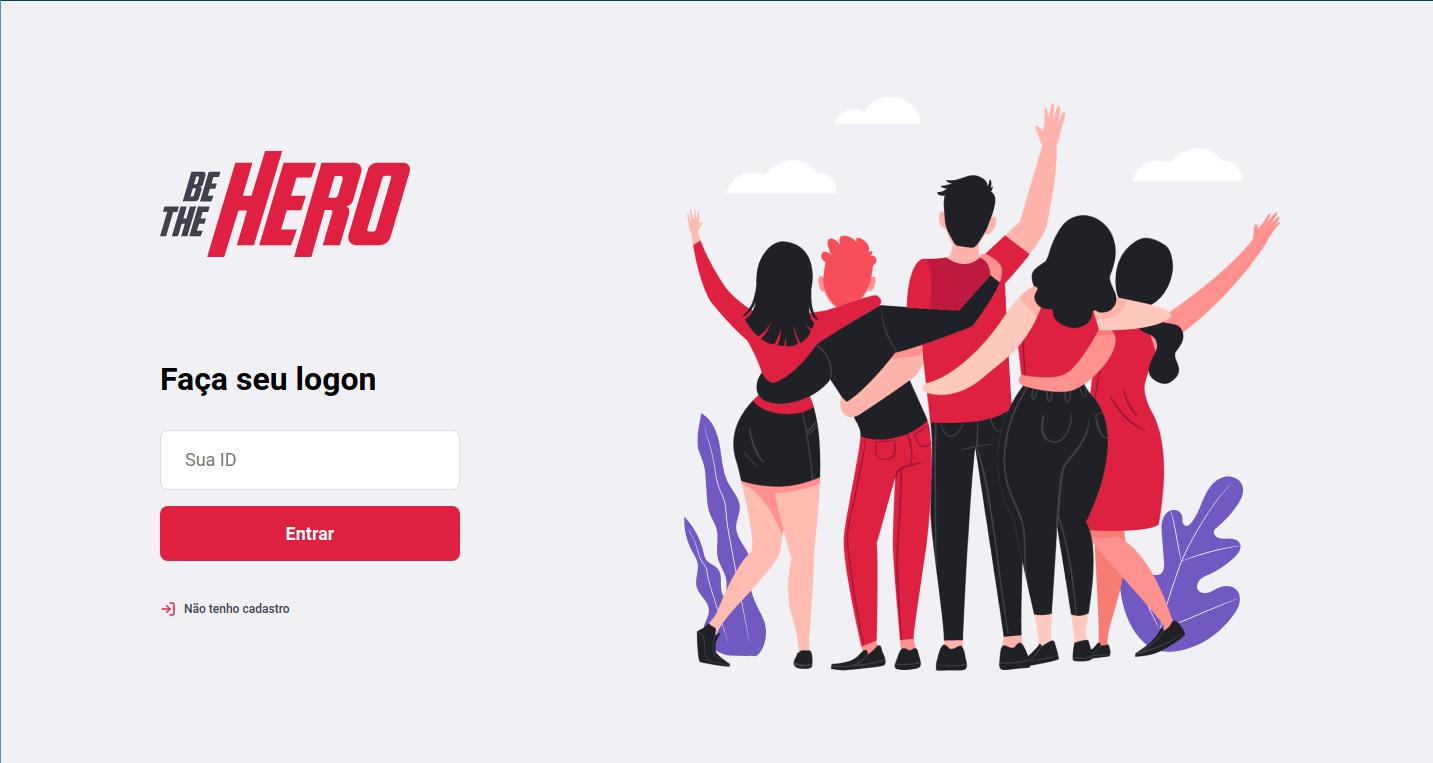 BE
THE
HERO
Faça seu logon
Sua ID
Entrar
Não tenho cadastro